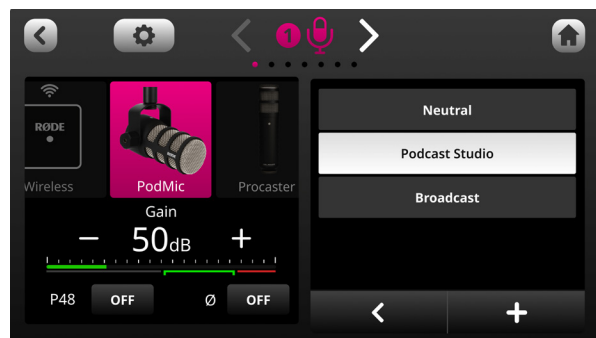 1
RØDE
Wireless
PodMic
Procaster
Gain
− 50dB +
P48 OFF Ø OFF
Neutral
Podcast Studio
Broadcast